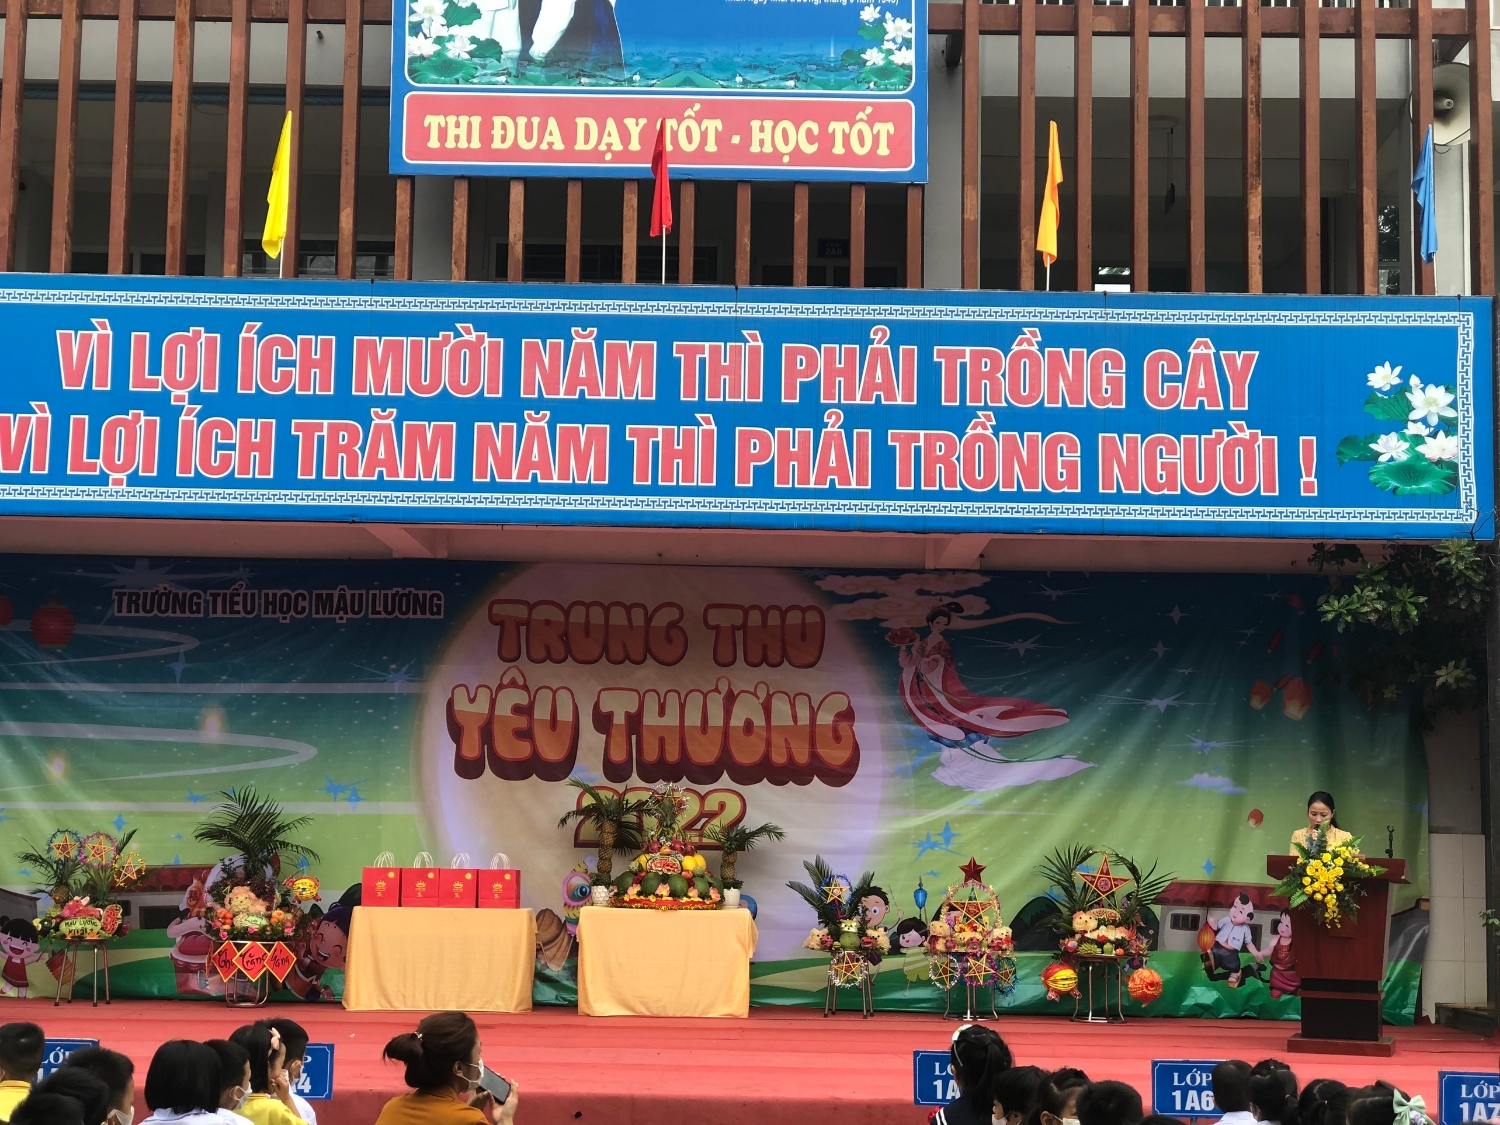 THI ĐUA DẠY TỐT - HỌC TỐT
VÌ LỢI ÍCH MƯỜI NĂM THÌ PHẢI TRỒNG CÂY
VÌ LỢI ÍCH TRĂM NĂM THÌ PHẢI TRỒNG NGƯỜI !
TRƯỜNG TIỂU HỌC MẬU LƯƠNG
TRUNG THU
YÊU THƯƠNG
2022
LỚP
1A6
LỚP
1A7